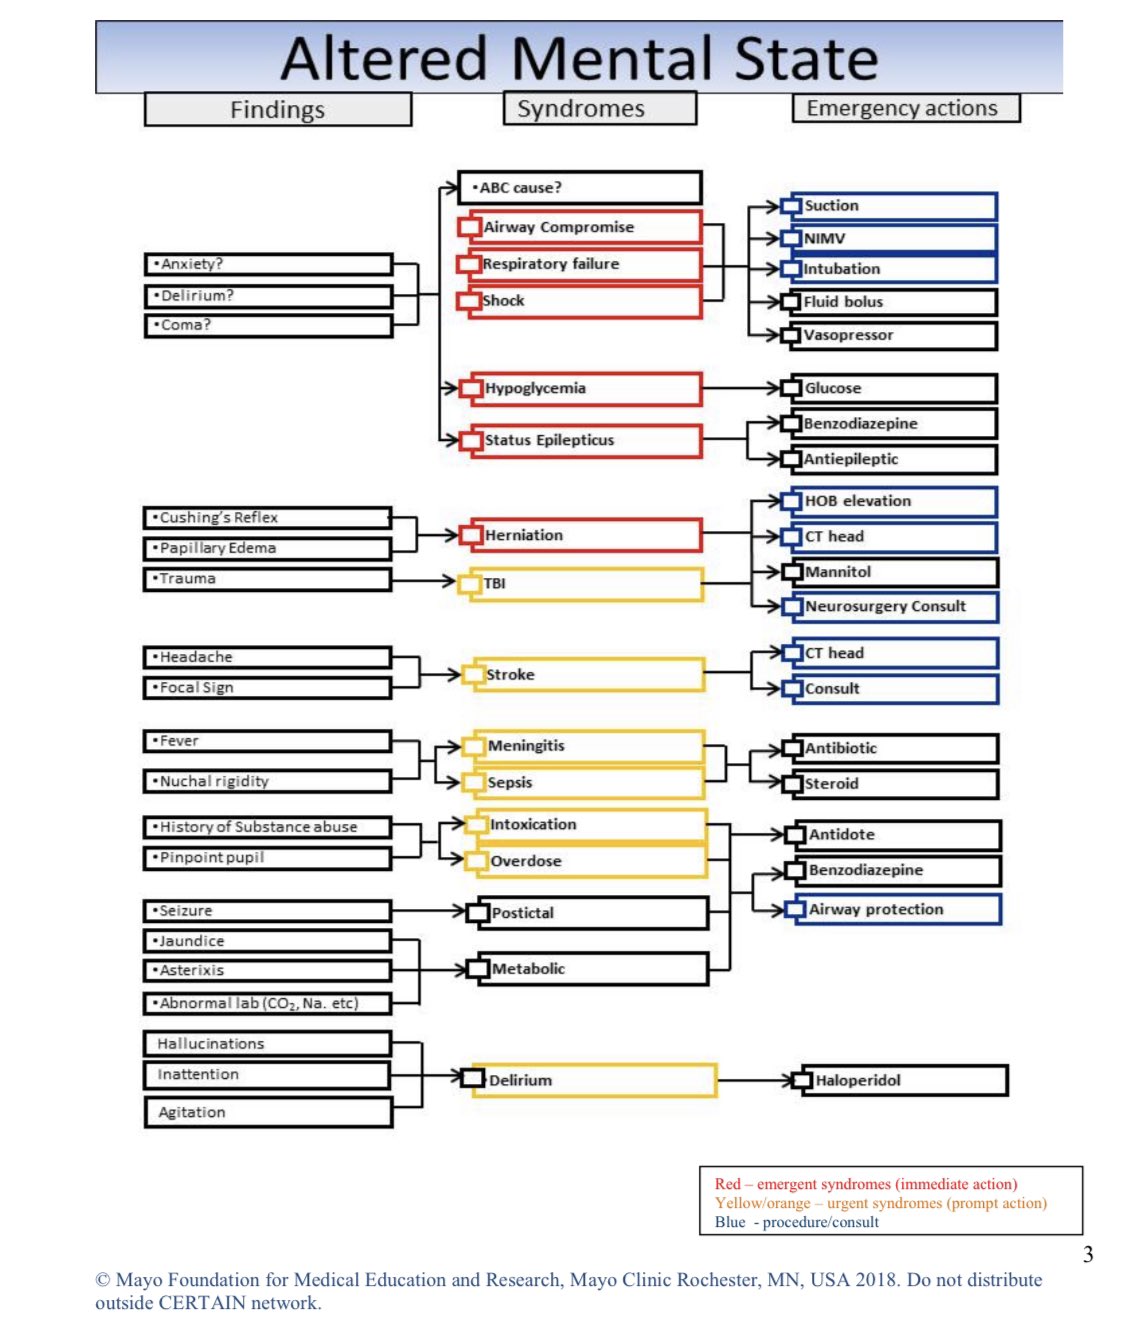 Altered Mental State
Findings
Syndromes
Emergency actions
•Anxiety?
•Delirium?
•Coma?
•ABC cause?
Airway Compromise
Respiratory failure
Shock
Suction
NIMV
Intubation
Fluid bolus
Vasopressor
Hypoglycemia
Glucose
Status Epilepticus
Benzodiazepine
Antiepileptic
•Cushing's Reflex
•Papillary Edema
•Trauma
Herniation
TBI
HOB elevation
CT head
Mannitol
Neurosurgery Consult
•Headache
•Focal Sign
Stroke
CT head
Consult
•Fever
•Nuchal rigidity
Meningitis
Sepsis
Antibiotic
Steroid
•History of Substance abuse
•Pinpoint pupil
Intoxication
Overdose
Antidote
Benzodiazepine
Airway protection
•Seizure
Postictal
•Jaundice
•Asterixis
•Abnormal lab (CO₂, Na. etc)
Metabolic
Hallucinations
Inattention
Agitation
Delirium
Haloperidol
Red – emergent syndromes (immediate action)
Yellow/orange – urgent syndromes (prompt action)
Blue - procedure/consult
3
© Mayo Foundation for Medical Education and Research, Mayo Clinic Rochester, MN, USA 2018. Do not distribute
outside CERTAIN network.